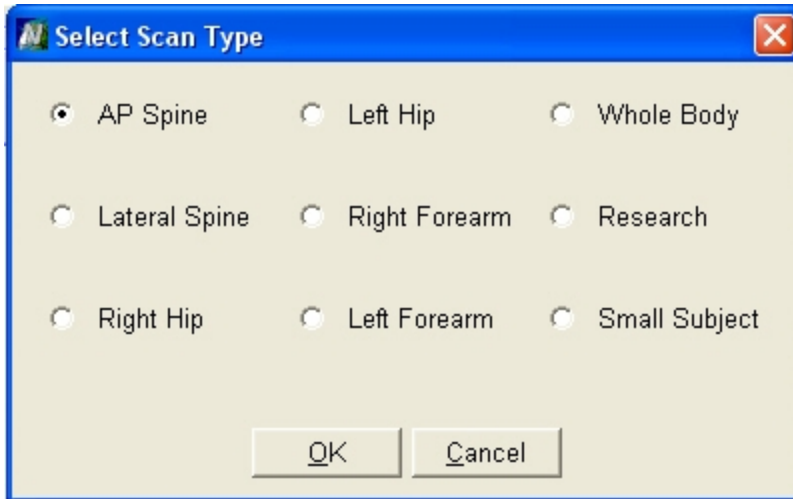 Select Scan Type
AP Spine Left Hip Whole Body
Lateral Spine Right Forearm Research
Right Hip Left Forearm Small Subject
OK Cancel